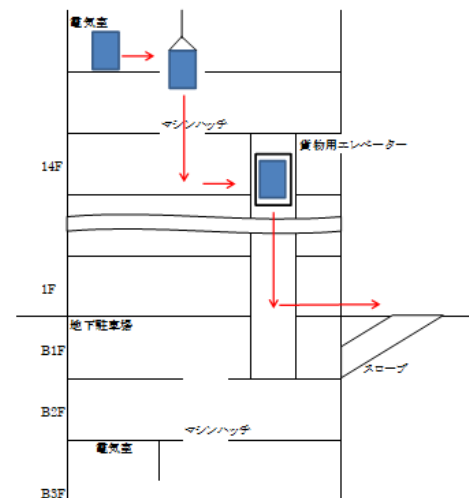 電気室
マシンハッチ
貨物用エレベーター
14F
1F
地下駐車場
B1F
スロープ
B2F
マシンハッチ
電気室
B3F